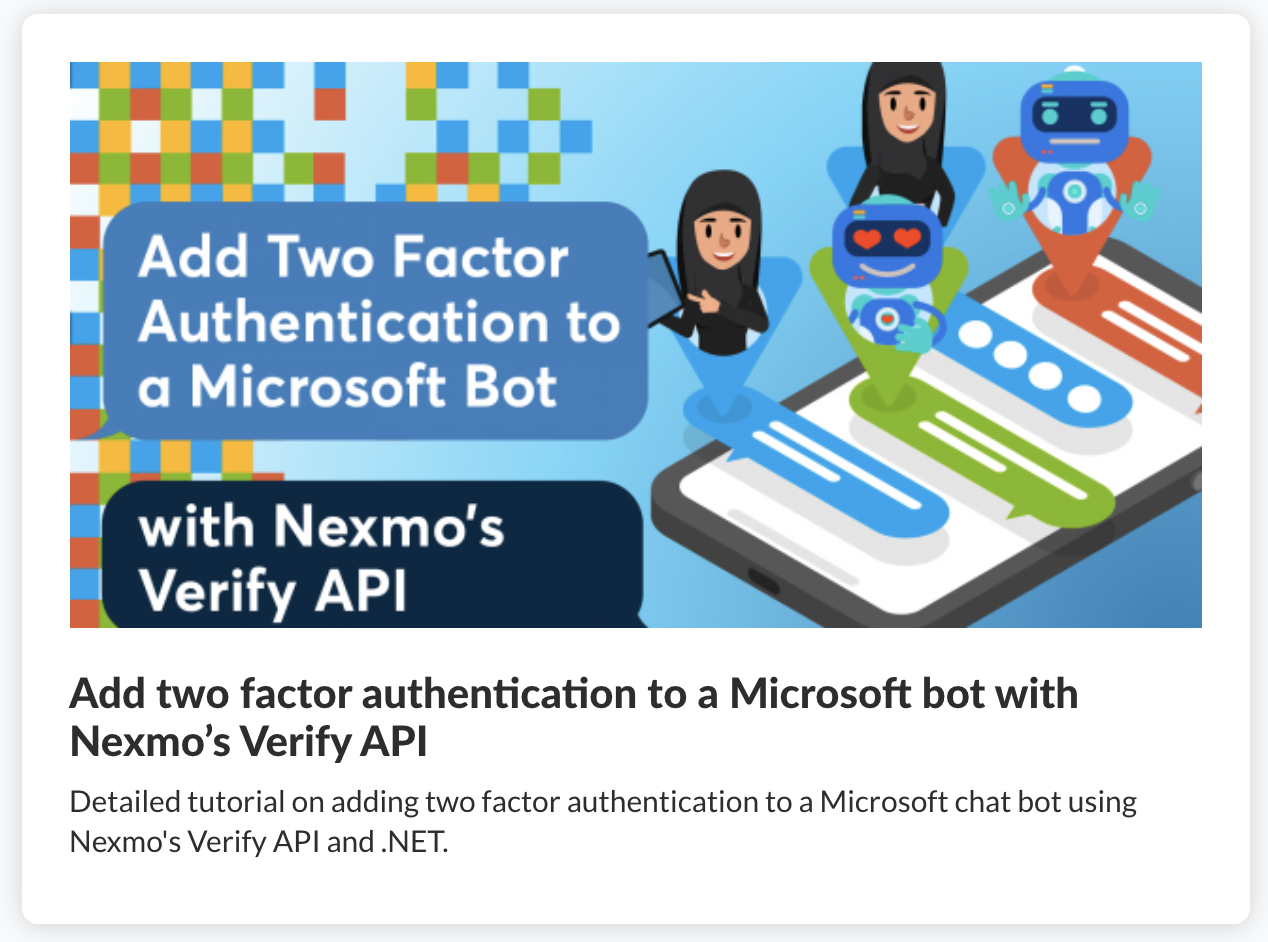 Add Two Factor
Authentication to
a Microsoft Bot
with Nexmo's
Verify API
Add two factor authentication to a Microsoft bot with
Nexmo’s Verify API
Detailed tutorial on adding two factor authentication to a Microsoft chat bot using
Nexmo's Verify API and .NET.